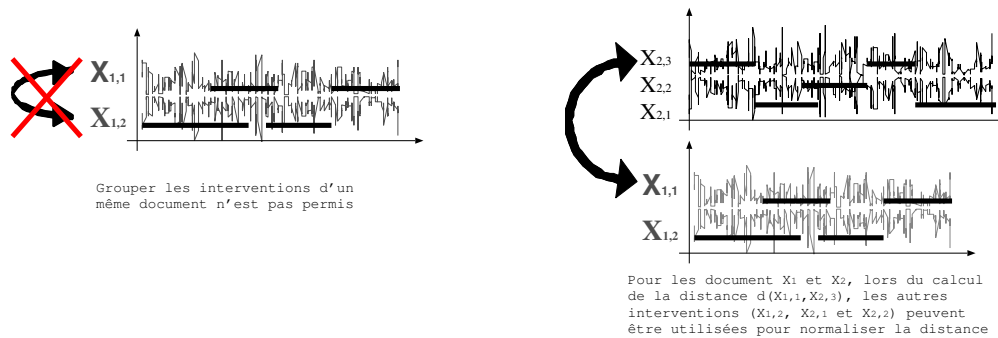 X1,1
X1,2
Grouper les interventions d’un
même document n’est pas permis
X2,3
X2,2
X2,1
X1,1
X1,2
Pour les document X1 et X2, lors du calcul
de la distance d(X1,1,X2,3), les autres
interventions (X1,2, X2,1 et X2,2) peuvent
être utilisées pour normaliser la distance